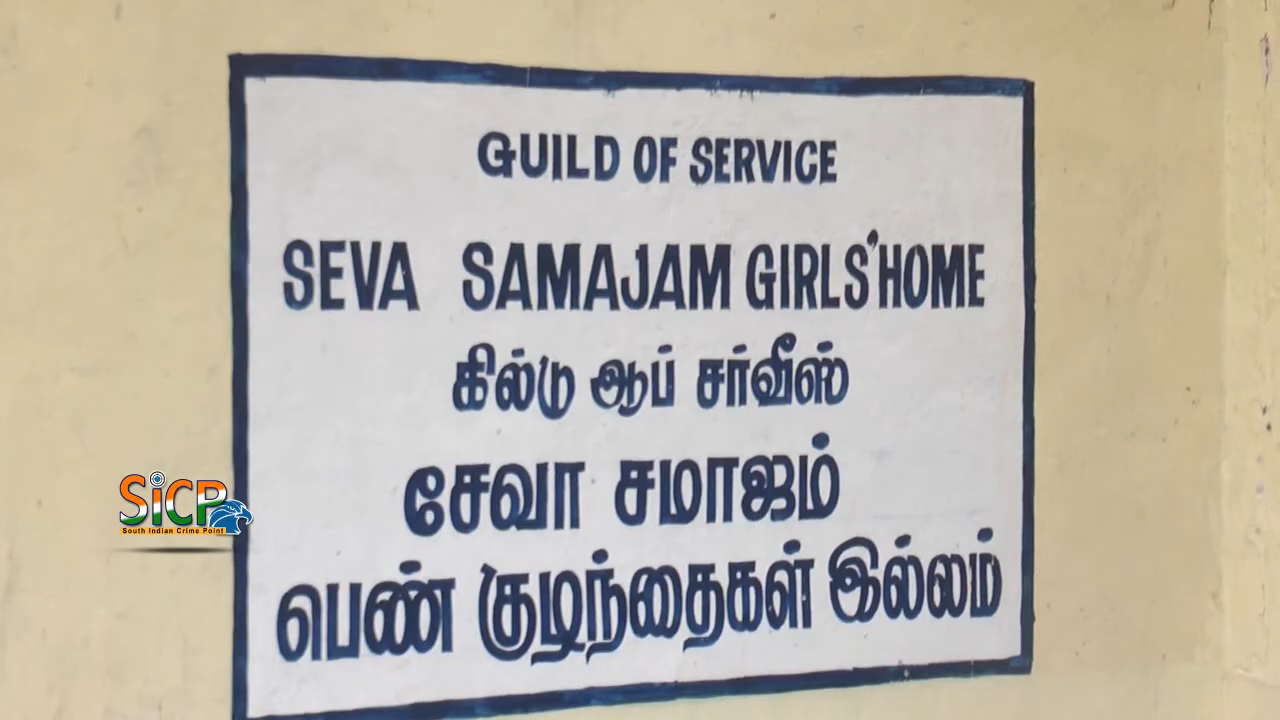 GUILD OF SERVICE
SEVA SAMAJAM GIRLS' HOME
கில்டு ஆப் சர்வீஸ்
சேவா சமாஜம்
பெண் குழந்தைகள் இல்லம்
SiCP
South Indian Crime Point